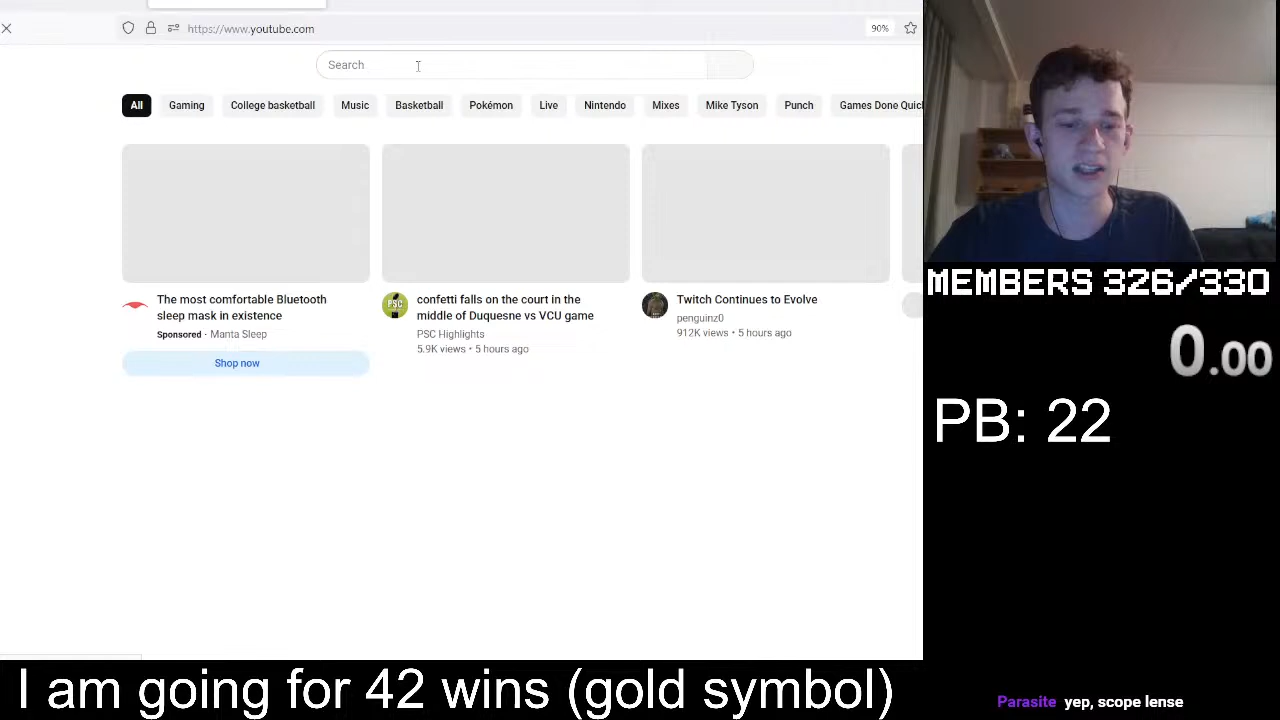 https://www.youtube.com
90%
Search
All
Gaming
College basketball
Music
Basketball
Pokémon
Live
Nintendo
Mixes
Mike Tyson
Punch
Games Done Quic
The most comfortable Bluetooth
sleep mask in existence
Sponsored · Manta Sleep
Shop now
PSC
confetti falls on the court in the
middle of Duquesne vs VCU game
PSC Highlights
5.9K views • 5 hours ago
Twitch Continues to Evolve
penguinz0
912K views • 5 hours ago
MEMBERS 326/330
0.00
PB: 22
I am going for 42 wins (gold symbol)
Parasite yep, scope lense